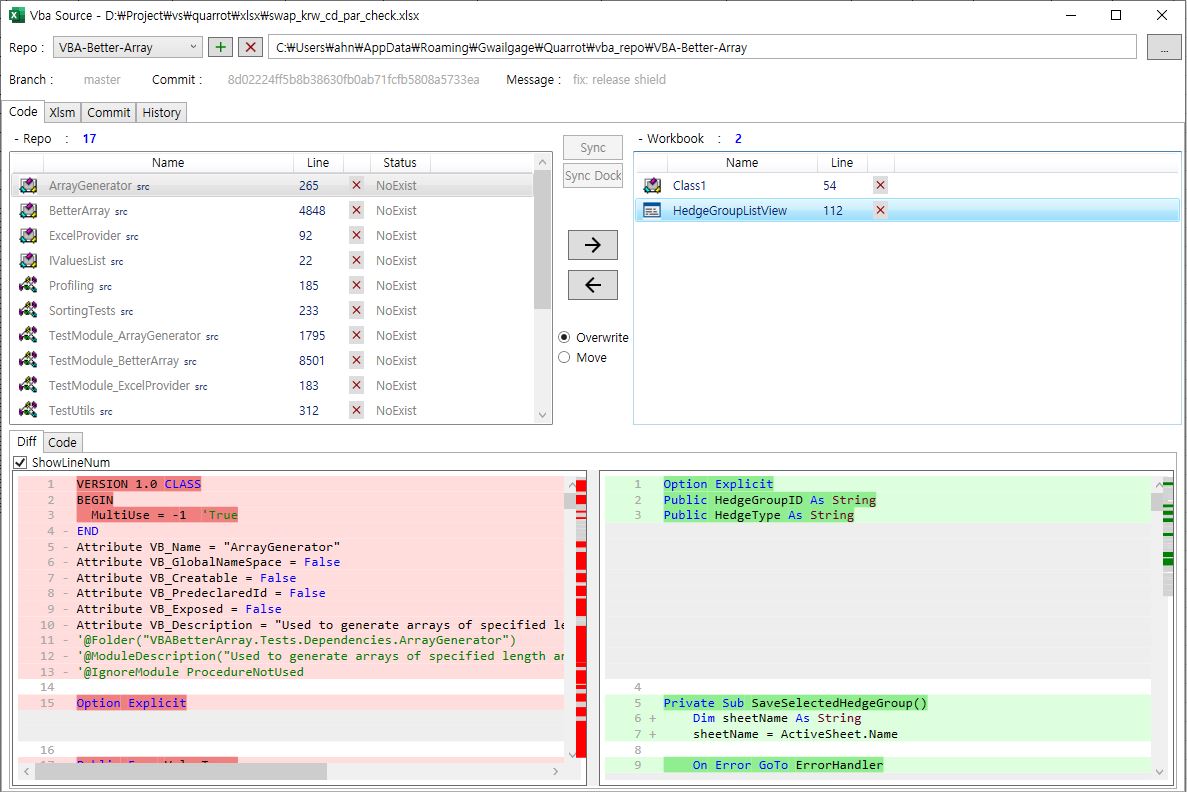 Vba Source - D:₩Project₩vs₩quarrot₩xlsx₩swap_krw_cd_par_check.xlsx
Repo : VBA-Better-Array C:₩Users₩ahn₩AppData₩Roaming₩Gwailgage₩Quarrot₩vba_repo₩VBA-Better-Array ...
Branch : master Commit : 8d02224ff5b8b38630fb0ab71fcfb5808a5733ea Message : fix: release shield
Code Xlsm Commit History
- Repo : 17
Name Line Status
ArrayGenerator src 265 NoExist
BetterArray src 4848 NoExist
ExcelProvider src 92 NoExist
IValuesList src 22 NoExist
Profiling src 185 NoExist
SortingTests src 233 NoExist
TestModule_ArrayGenerator src 1795 NoExist
TestModule_BetterArray src 8501 NoExist
TestModule_ExcelProvider src 183 NoExist
TestUtils src 312 NoExist
Sync
Sync Dock
Overwrite
Move
- Workbook : 2
Name Line
Class1 54
HedgeGroupListView 112
Diff Code
ShowLineNum
1 VERSION 1.0 CLASS
2 BEGIN
3 MultiUse = -1 'True
4 - END
5 - Attribute VB_Name = "ArrayGenerator"
6 - Attribute VB_GlobalNameSpace = False
7 - Attribute VB_Creatable = False
8 - Attribute VB_PredeclaredId = False
9 - Attribute VB_Exposed = False
10 - Attribute VB_Description = "Used to generate arrays of specified le
11 - '@Folder("VBABetterArray.Tests.Dependencies.ArrayGenerator")
12 - '@ModuleDescription("Used to generate arrays of specified length an
13 - '@IgnoreModule ProcedureNotUsed
14
15 Option Explicit
16
1 Option Explicit
2 Public HedgeGroupID As String
3 Public HedgeType As String
4
5 Private Sub SaveSelectedHedgeGroup()
6 + Dim sheetName As String
7 + sheetName = ActiveSheet.Name
8
9 On Error GoTo ErrorHandler